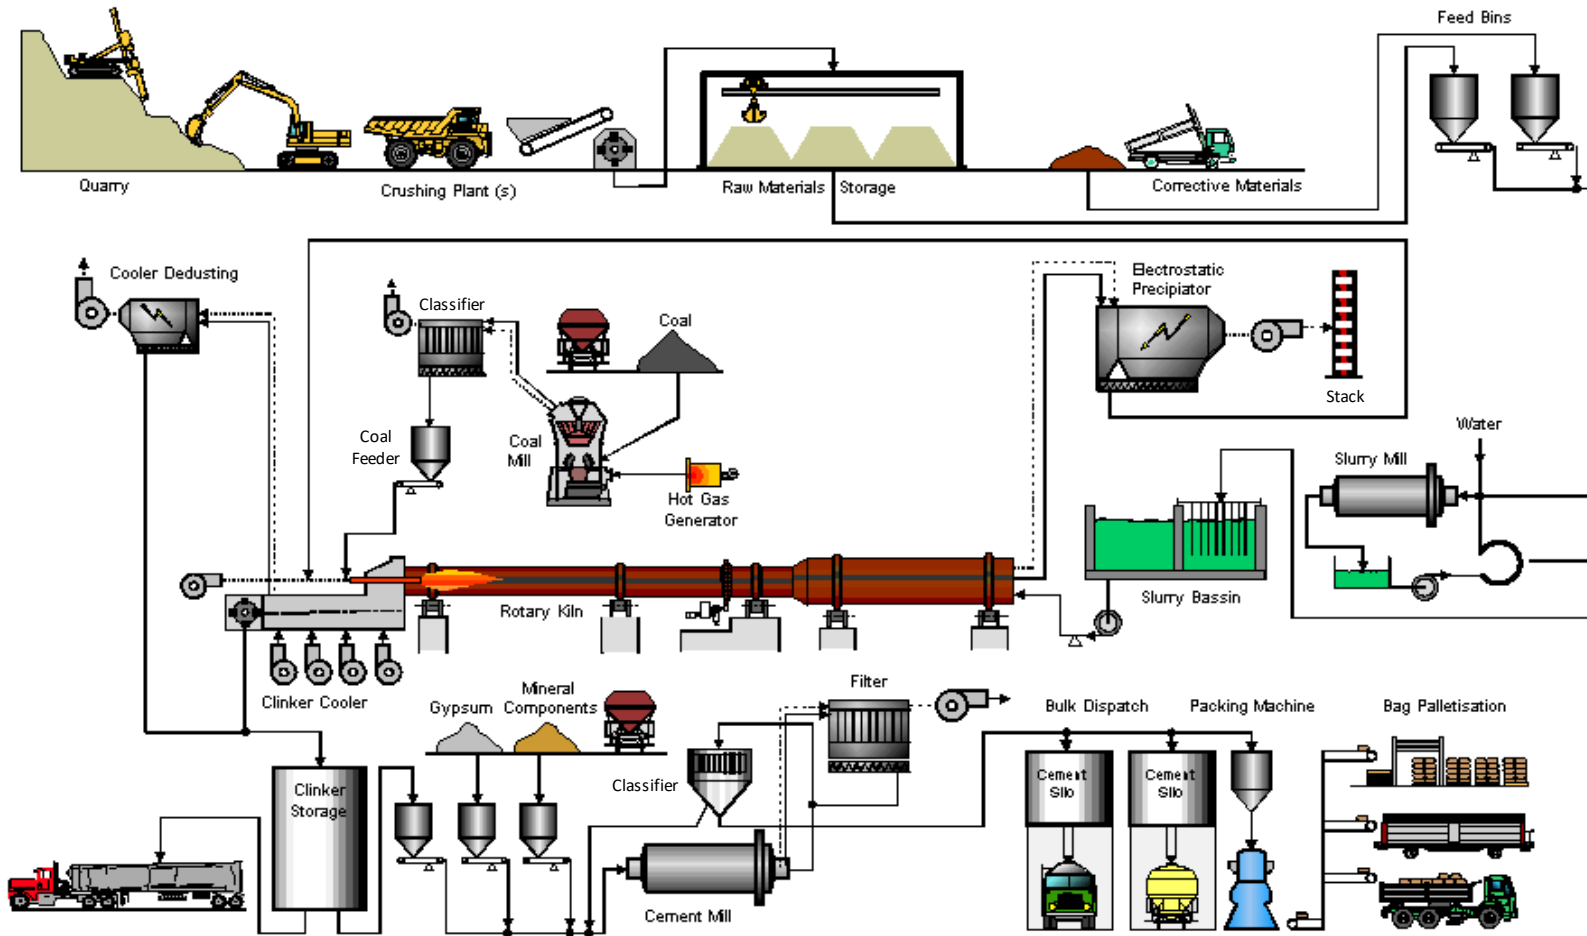 Feed Bins
Quarry
Crushing Plant (s)
Raw Materials Storage
Corrective Materials
Cooler Dedusting
Classifier
Coal
Electrostatic
Precipiator
Stack
Coal
Feeder
Coal
Mill
Hot Gas
Generator
Water
Slurry Mill
Rotary Kiln
Slurry Bassin
Clinker Cooler
Gypsum
Mineral
Components
Filter
Bulk Dispatch
Packing Machine
Bag Palletisation
Clinker
Storage
Classifier
Cement
Silo
Cement
Silo
Cement Mill